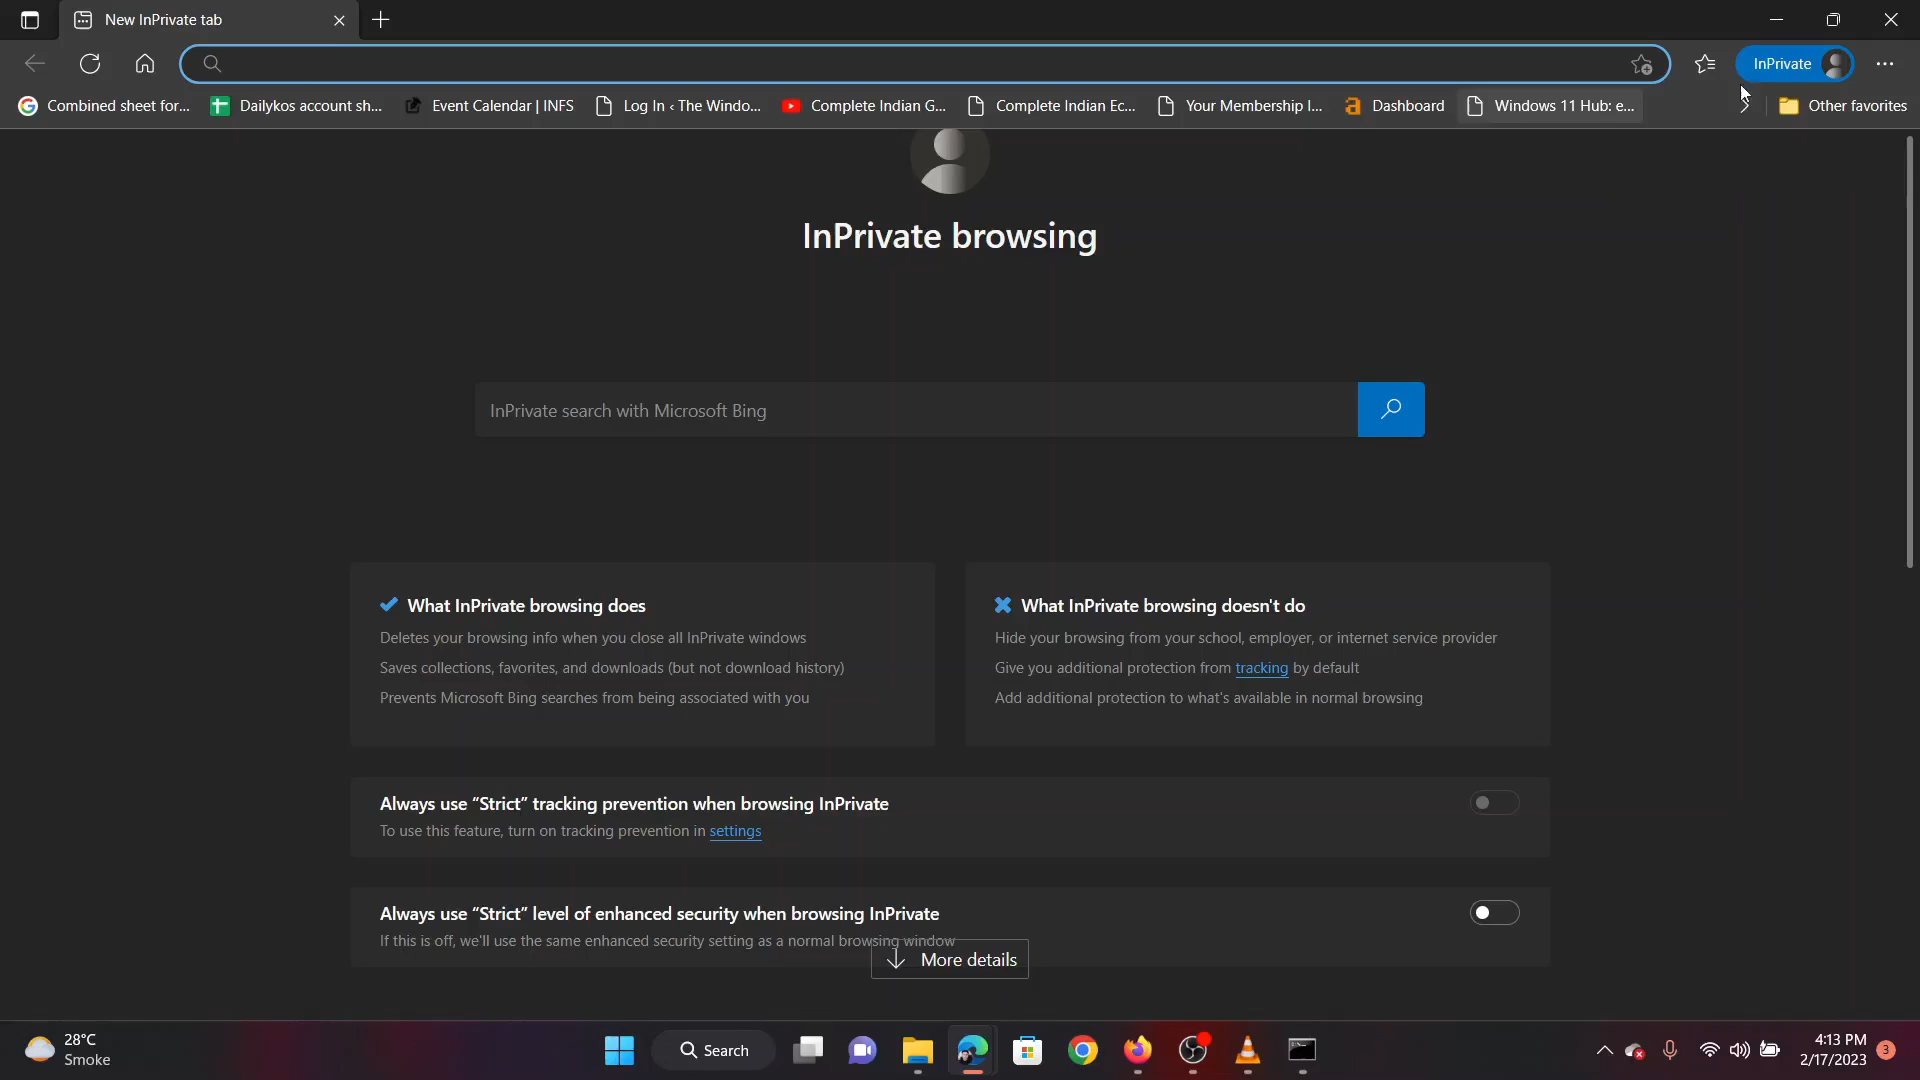 New InPrivate tab
InPrivate
Combined sheet for... Dailykos account sh... Event Calendar | INFS Log In ‹ The Windo... Complete Indian G... Complete Indian Ec... Your Membership I... Dashboard Windows 11 Hub: e... Other favorites
InPrivate browsing
InPrivate search with Microsoft Bing
What InPrivate browsing does
Deletes your browsing info when you close all InPrivate windows
Saves collections, favorites, and downloads (but not download history)
Prevents Microsoft Bing searches from being associated with you
What InPrivate browsing doesn't do
Hide your browsing from your school, employer, or internet service provider
Give you additional protection from tracking by default
Add additional protection to what's available in normal browsing
Always use “Strict” tracking prevention when browsing InPrivate
To use this feature, turn on tracking prevention in settings
Always use “Strict” level of enhanced security when browsing InPrivate
If this is off, we'll use the same enhanced security setting as a normal browsing window
More details
28°C
Smoke
Search
4:13 PM
2/17/2023
3